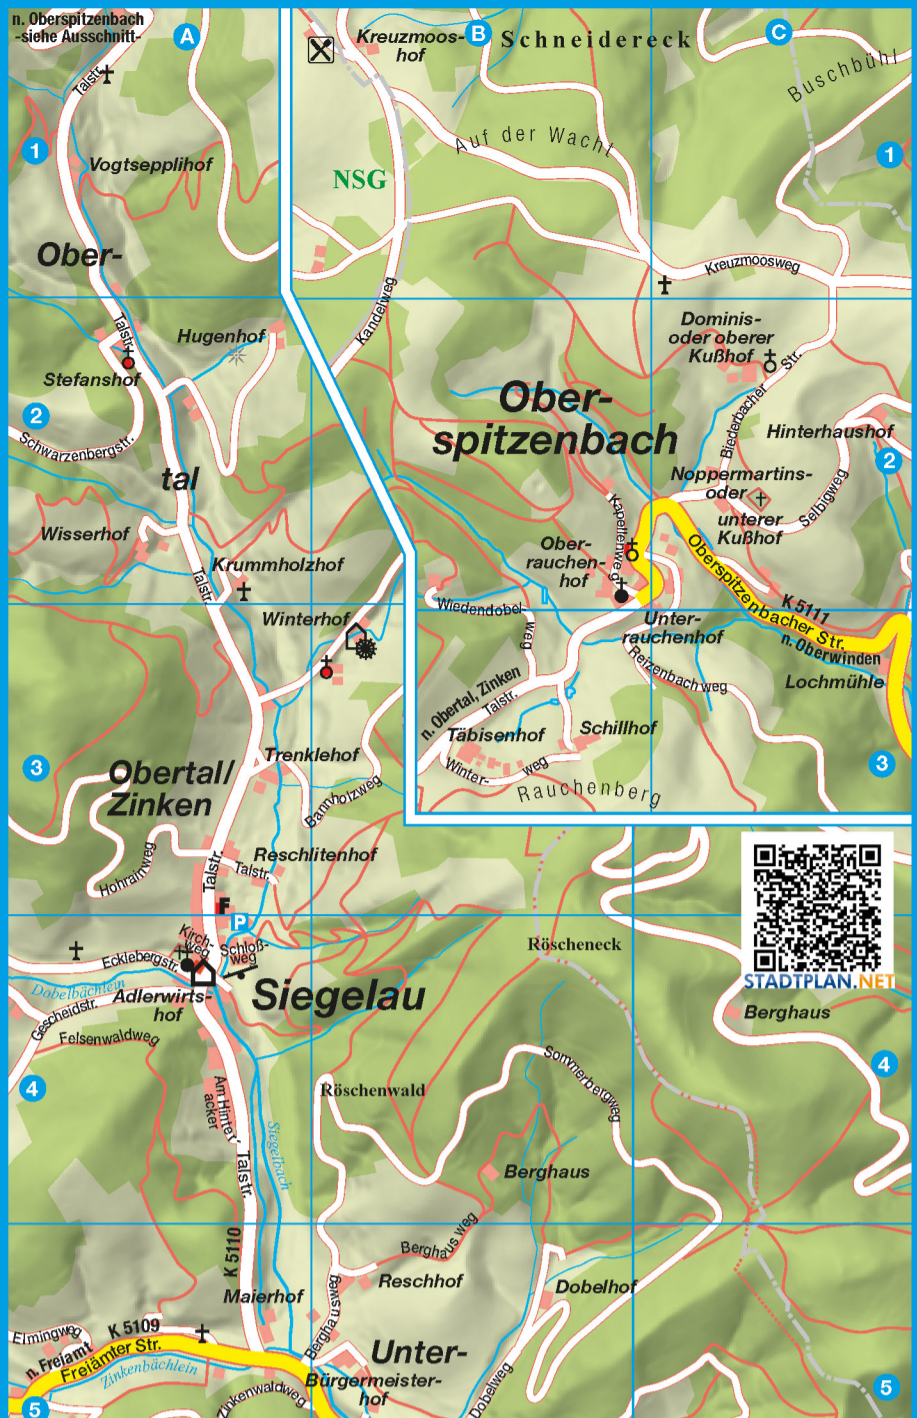 n. Oberspitzenbach
-siehe Ausschnitt-
A
B
C
Kreuzmoos-
hof
Schneidereck
Buschbühl
Talstr.
Auf der Wacht
1
1
Vogtsepplihof
NSG
Ober-
Kreuzmoosweg
Kandelweg
Talstr.
Hugenhof
Stefanshof
Dominis-
oder oberer
Kußhof
Biederbacher Str.
2
Schwarzenbergstr.
Ober-
spitzenbach
Hinterhaushof
2
tal
Noppermartins-
oder
unterer
Kußhof
Selbigweg
Kapellenweg
Wisserhof
Ober-
rauchen-
hof
Oberspitzenbacher Str.
K 5111
n. Oberwinden
Krummholzhof
Talstr.
Winterhof
Wiedendobel-
weg
Unter-
rauchenhof
Reizenbachweg
Lochmühle
n. Obertal, Zinken
Talstr.
Täbisenhof
Schillhof
Winter-
weg
Rauchenberg
3
3
Trenklehof
Obertal/
Zinken
Bannholzweg
Hohrainweg
Talstr.
Reschlitenhof
Talstr.
F
P
Kirch-
weg
Schloß-
weg
Ecklebergstr.
Röscheneck
STADTPLAN.NET
Dobelbächlein
Adlerwirts-
hof
Siegelau
Gescheidstr.
Felsenwaldweg
Berghaus
4
4
Sommerbergweg
Röschenwald
Am Hinter-
acker
Siegelbach
Talstr.
Berghaus
K 5110
Berghausweg
Reschhof
Maierhof
Dobelhof
Berghausweg
Elmingweg
K 5109
n. Freiamt
Freiämter Str.
Zinkenbächlein
Unter-
Bürgermeister-
hof
Zinkenwaldweg
Dobelweg
5
5